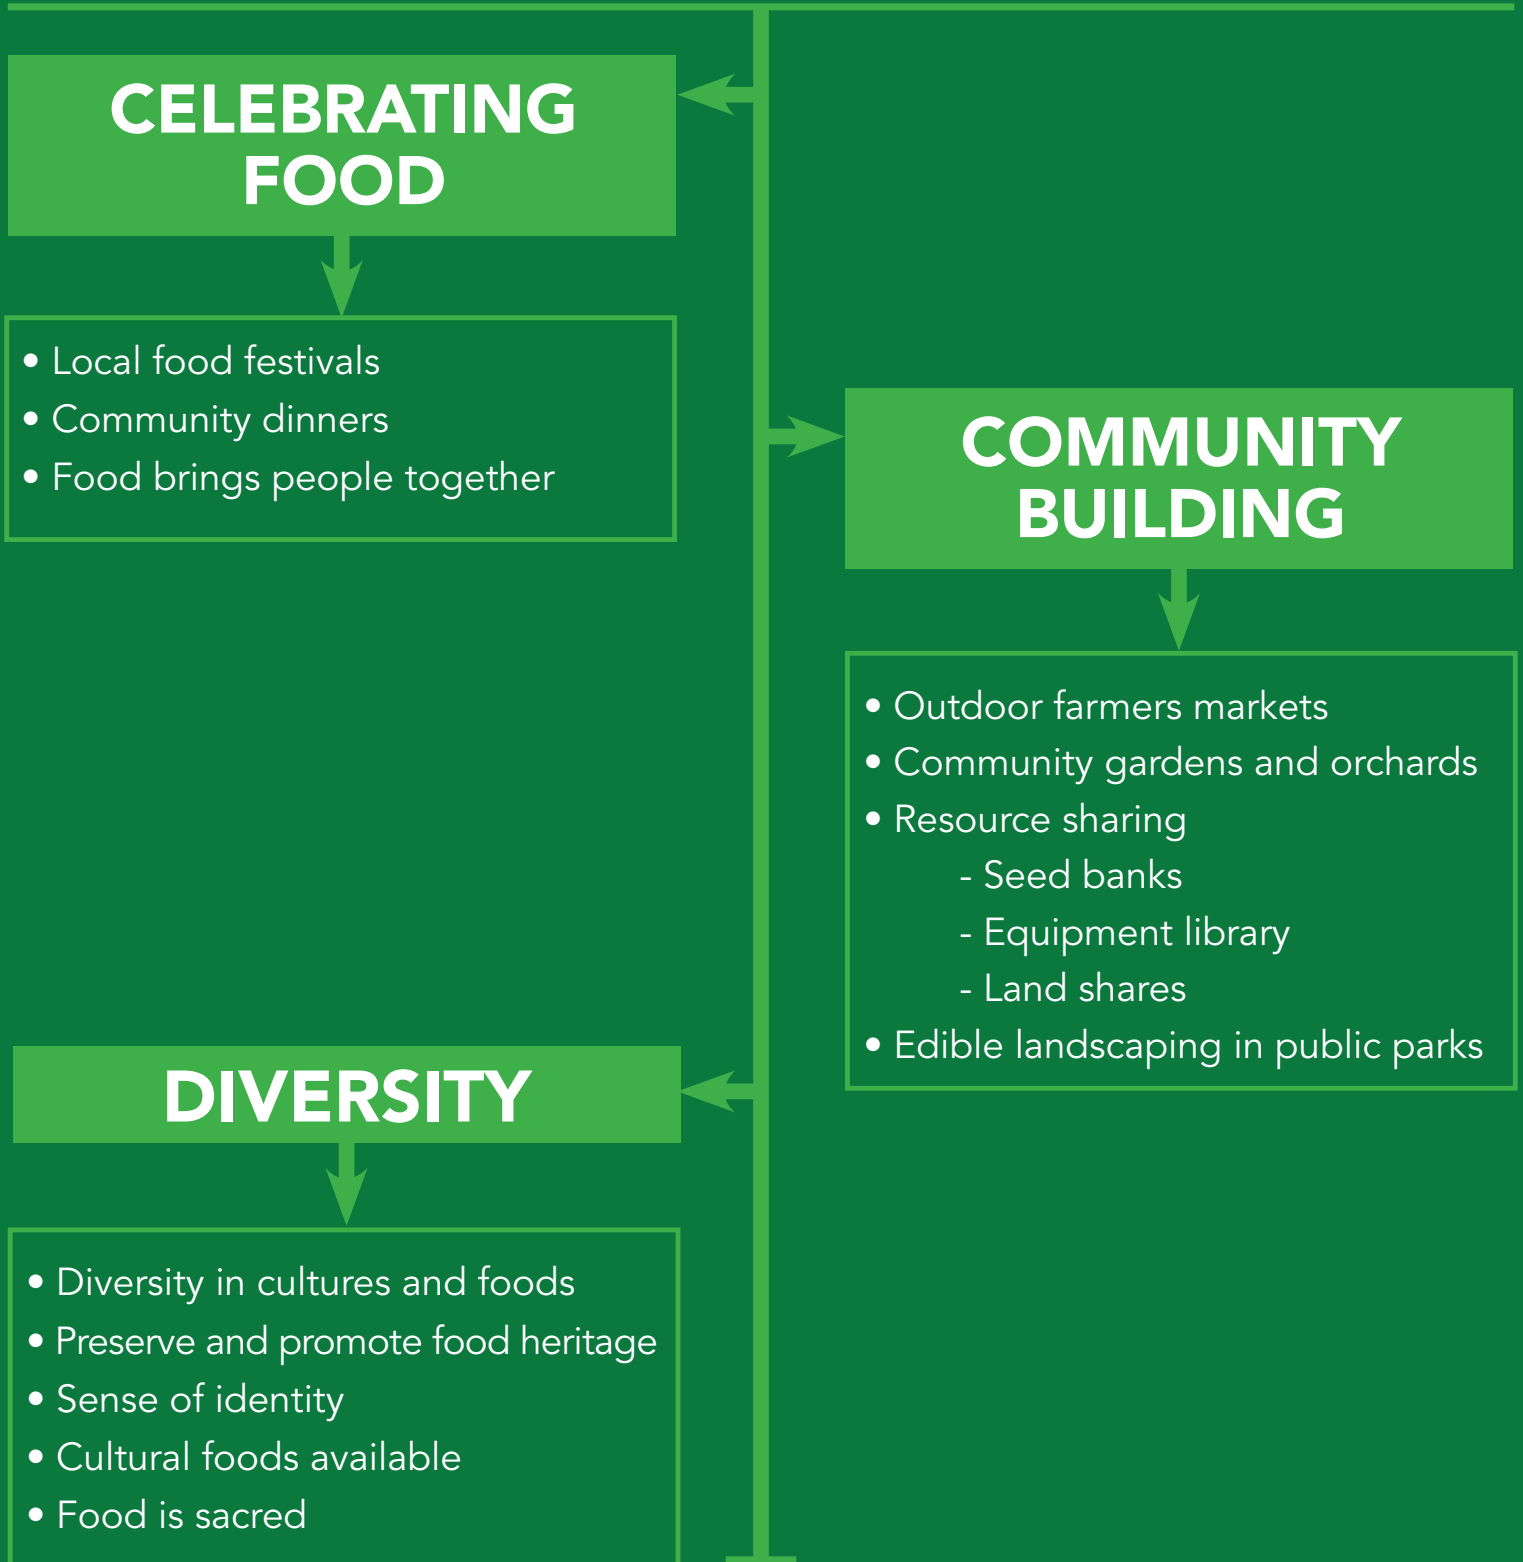 CELEBRATING
FOOD
• Local food festivals
• Community dinners
• Food brings people together
COMMUNITY
BUILDING
• Outdoor farmers markets
• Community gardens and orchards
• Resource sharing
- Seed banks
- Equipment library
- Land shares
• Edible landscaping in public parks
DIVERSITY
• Diversity in cultures and foods
• Preserve and promote food heritage
• Sense of identity
• Cultural foods available
• Food is sacred